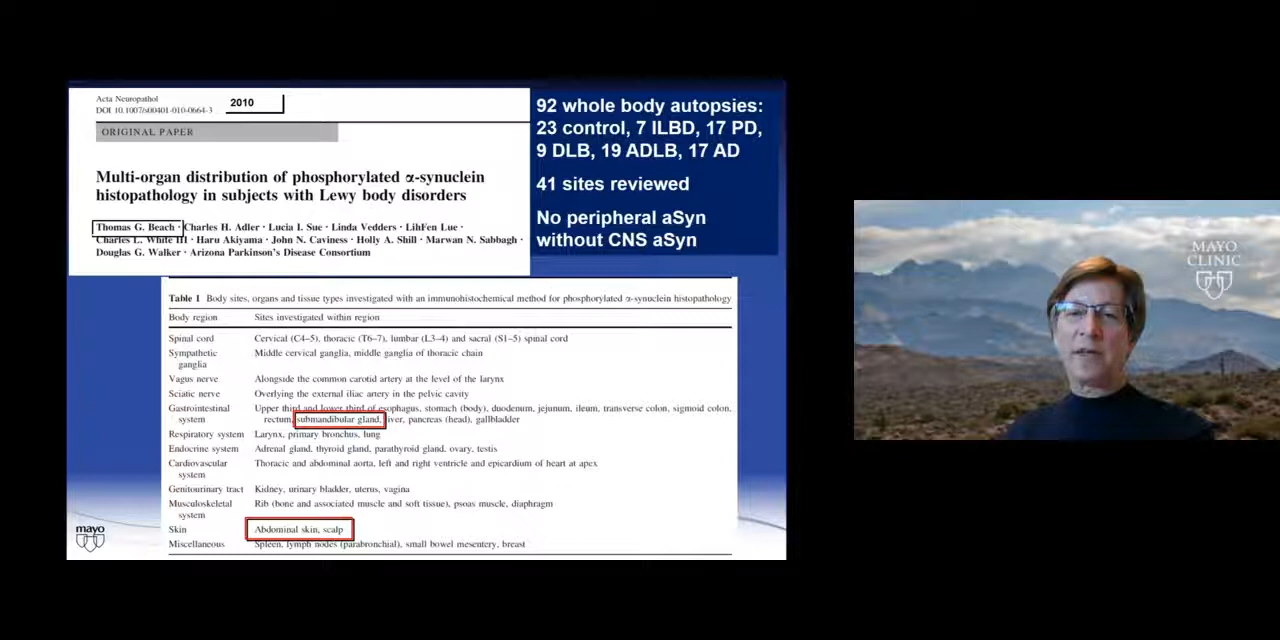 Acta Neuropathol
DOI 10.1007/s00401-010-0664-3
2010
ORIGINAL PAPER
Multi-organ distribution of phosphorylated α-synuclein
histopathology in subjects with Lewy body disorders
Thomas G. Beach · Charles H. Adler · Lucia I. Sue · Linda Vedders · LihFen Lue ·
Charles L. White III · Haru Akiyama · John N. Caviness · Holly A. Shill · Marwan N. Sabbagh ·
Douglas G. Walker · Arizona Parkinson's Disease Consortium
92 whole body autopsies:
23 control, 7 ILBD, 17 PD,
9 DLB, 19 ADLB, 17 AD
41 sites reviewed
No peripheral aSyn
without CNS aSyn
Table 1 Body sites, organs and tissue types investigated with an immunohistochemical method for phosphorylated α-synuclein histopathology
Body region Sites investigated within region
Spinal cord Cervical (C4–5), thoracic (T6–7), lumbar (L3–4) and sacral (S1–5) spinal cord
Sympathetic Middle cervical ganglia, middle ganglia of thoracic chain
ganglia
Vagus nerve Alongside the common carotid artery at the level of the larynx
Sciatic nerve Overlying the external iliac artery in the pelvic cavity
Gastrointestinal Upper third and lower third of esophagus, stomach (body), duodenum, jejunum, ileum, transverse colon, sigmoid colon,
system rectum, submandibular gland, liver, pancreas (head), gallbladder
Respiratory system Larynx, primary bronchus, lung
Endocrine system Adrenal gland, thyroid gland, parathyroid gland, ovary, testis
Cardiovascular Thoracic and abdominal aorta, left and right ventricle and epicardium of heart at apex
system
Genitourinary tract Kidney, urinary bladder, uterus, vagina
Musculoskeletal Rib (bone and associated muscle and soft tissue), psoas muscle, diaphragm
system
Skin Abdominal skin, scalp
Miscellaneous Spleen, lymph nodes (parabronchial), small bowel mesentery, breast
mayo
MAYO
CLINIC